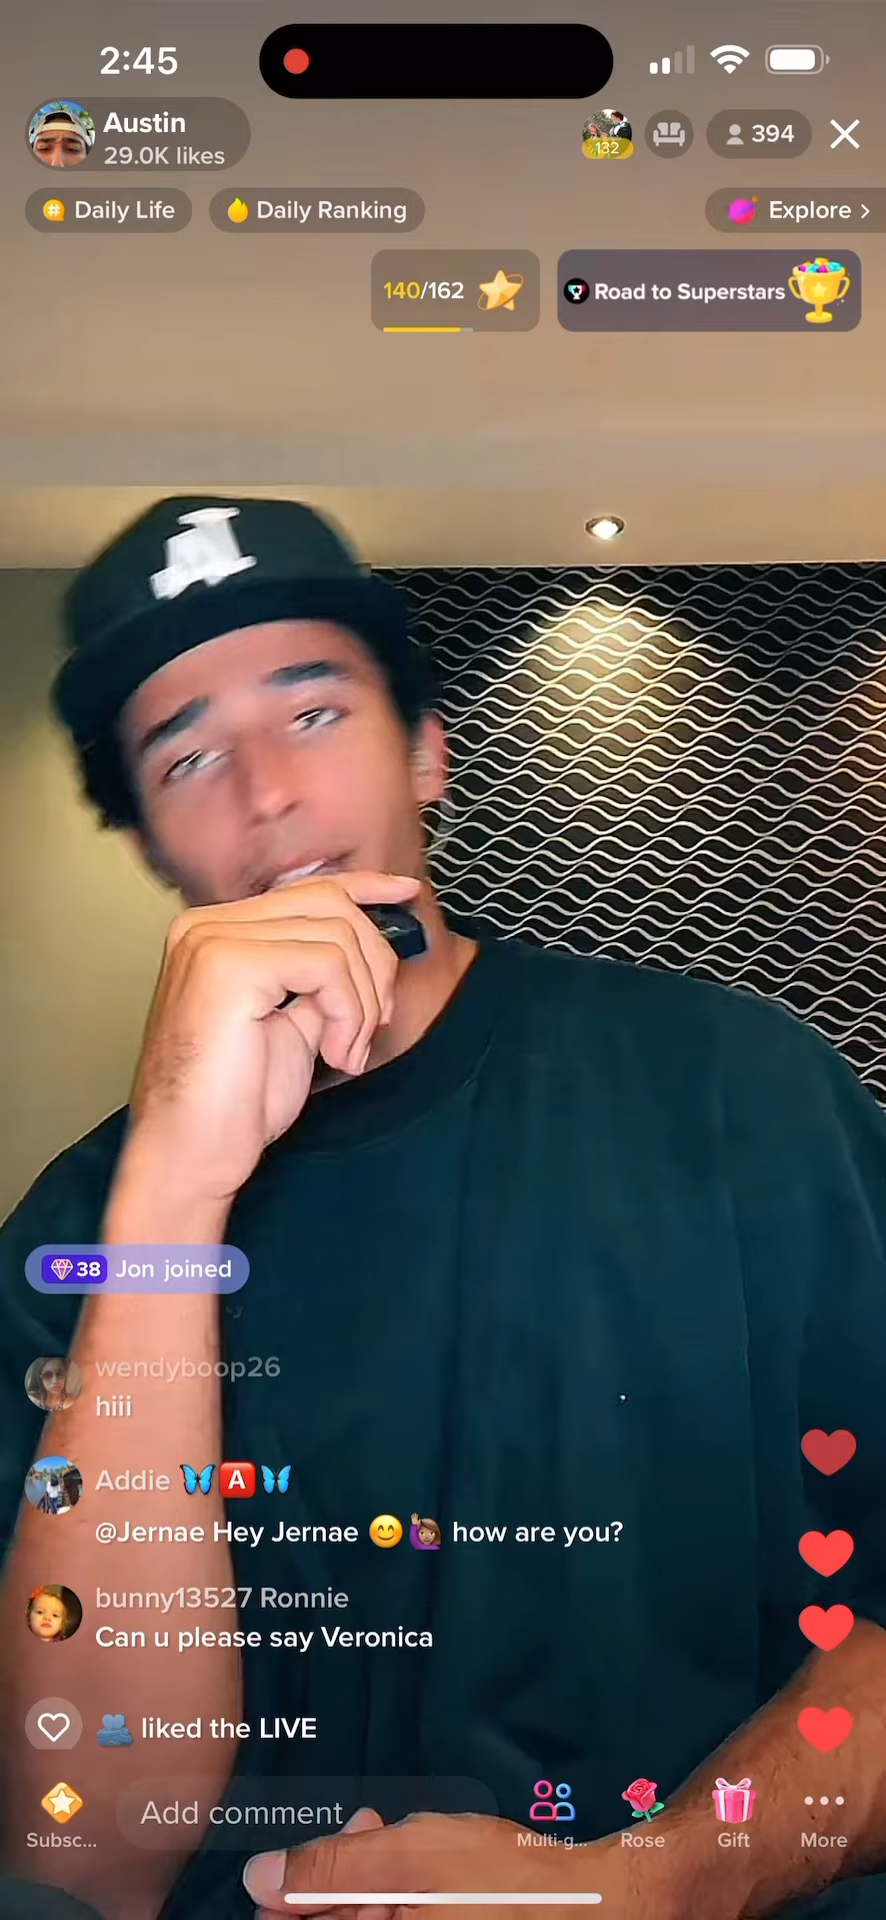 2:45
Austin
29.0K likes
132
394
Daily Life
Daily Ranking
Explore >
140/162
Road to Superstars
38 Jon joined
wendyboop26
hiii
Addie 🦋🅰️🦋
@Jernae Hey Jernae 😊🙋🏽‍♀️ how are you?
bunny13527 Ronnie
Can u please say Veronica
🫂 liked the LIVE
Add comment
Subsc...
Multi-g...
Rose
Gift
More